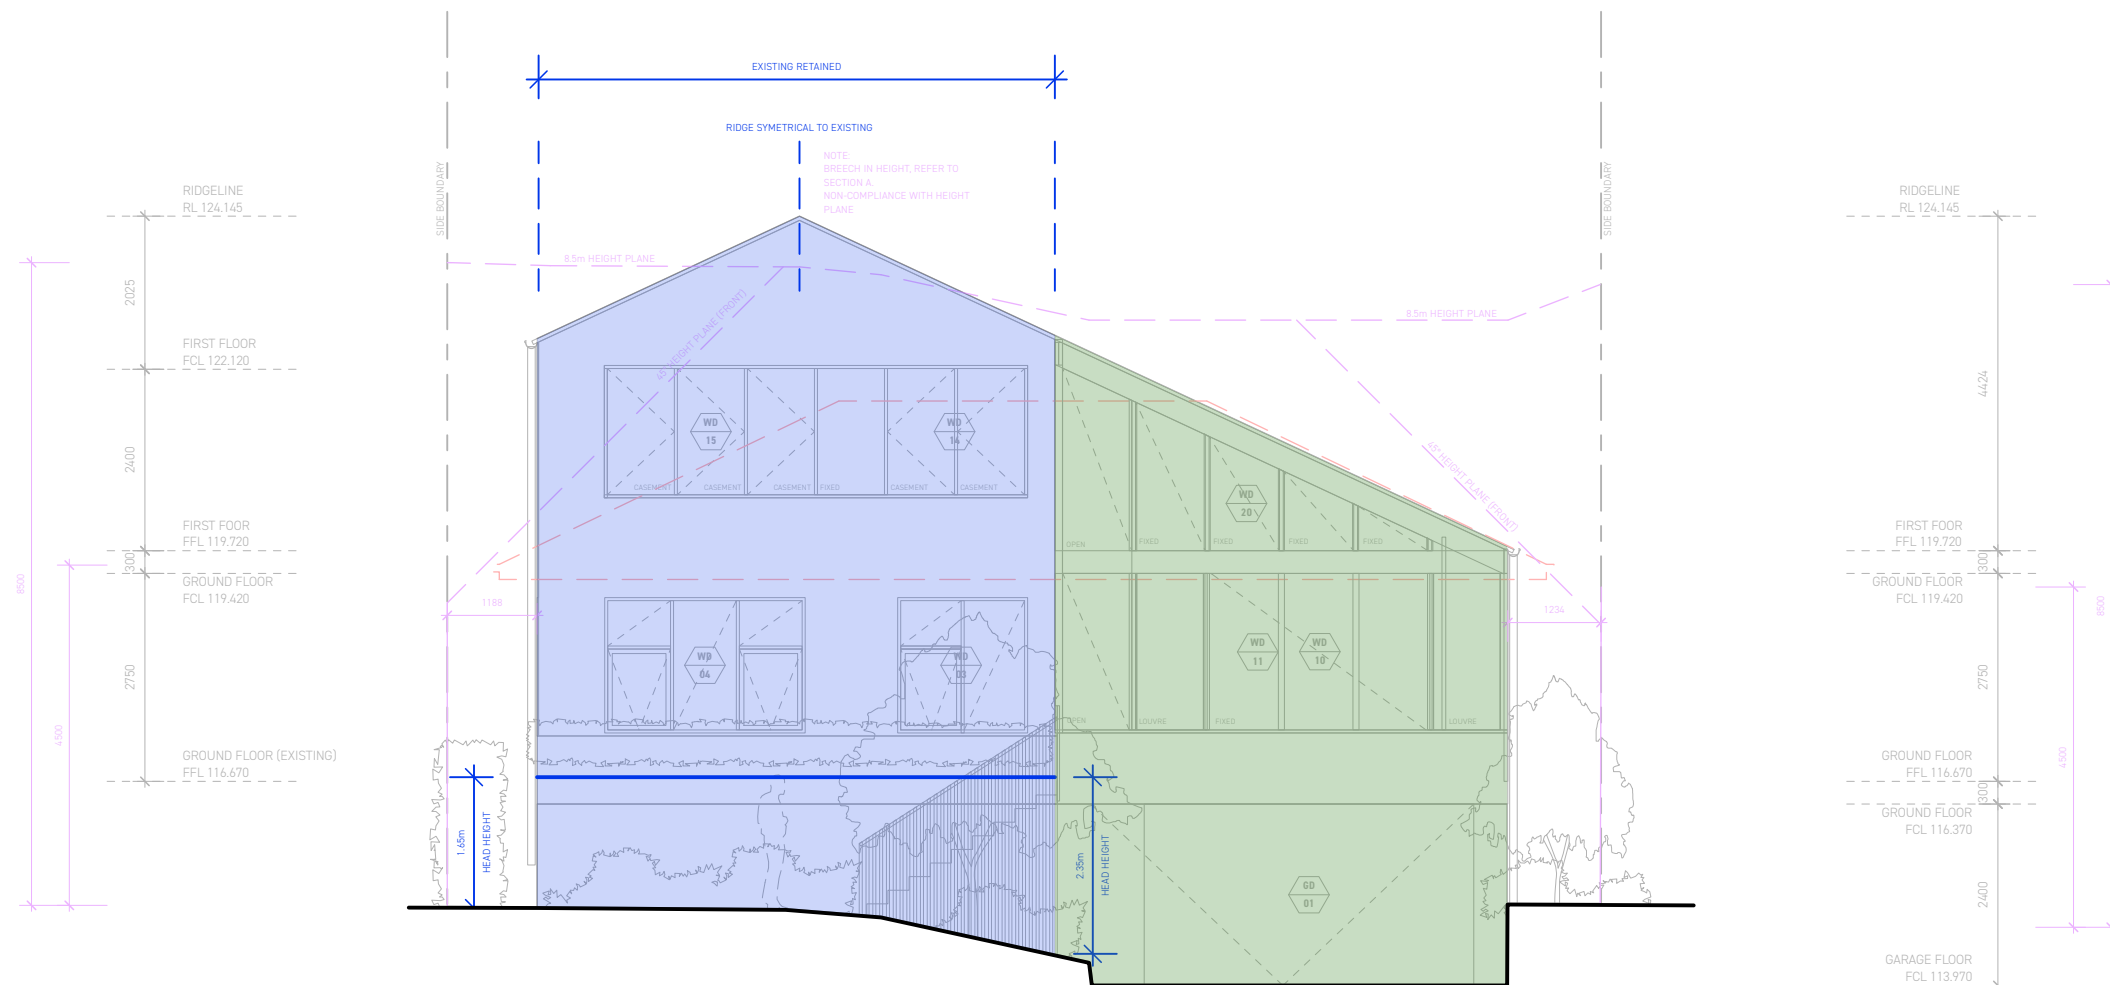 EXISTING RETAINED
RIDGE SYMETRICAL TO EXISTING
NOTE:
BREECH IN HEIGHT, REFER TO
SECTION A.
NON-COMPLIANCE WITH HEIGHT
PLANE
SIDE BOUNDARY
SIDE BOUNDARY
RIDGELINE
RL 124.145
2025
FIRST FLOOR
FCL 122.120
2400
FIRST FOOR
FFL 119.720
300
GROUND FLOOR
FCL 119.420
2750
GROUND FLOOR (EXISTING)
FFL 116.670
8500
4500
1188
1.65m
HEAD HEIGHT
8.5m HEIGHT PLANE
45° HEIGHT PLANE (FRONT)
WD
15
WD
14
CASEMENT
CASEMENT
CASEMENT
FIXED
CASEMENT
CASEMENT
WD
04
WD
03
8.5m HEIGHT PLANE
45° HEIGHT PLANE (FRONT)
WD
20
OPEN
FIXED
FIXED
FIXED
FIXED
WD
11
WD
10
OPEN
LOUVRE
FIXED
LOUVRE
2.35m
HEAD HEIGHT
GD
01
1234
RIDGELINE
RL 124.145
4424
FIRST FOOR
FFL 119.720
300
GROUND FLOOR
FCL 119.420
2750
GROUND FLOOR
FFL 116.670
300
GROUND FLOOR
FCL 116.370
2400
GARAGE FLOOR
FCL 113.970
4500
8500